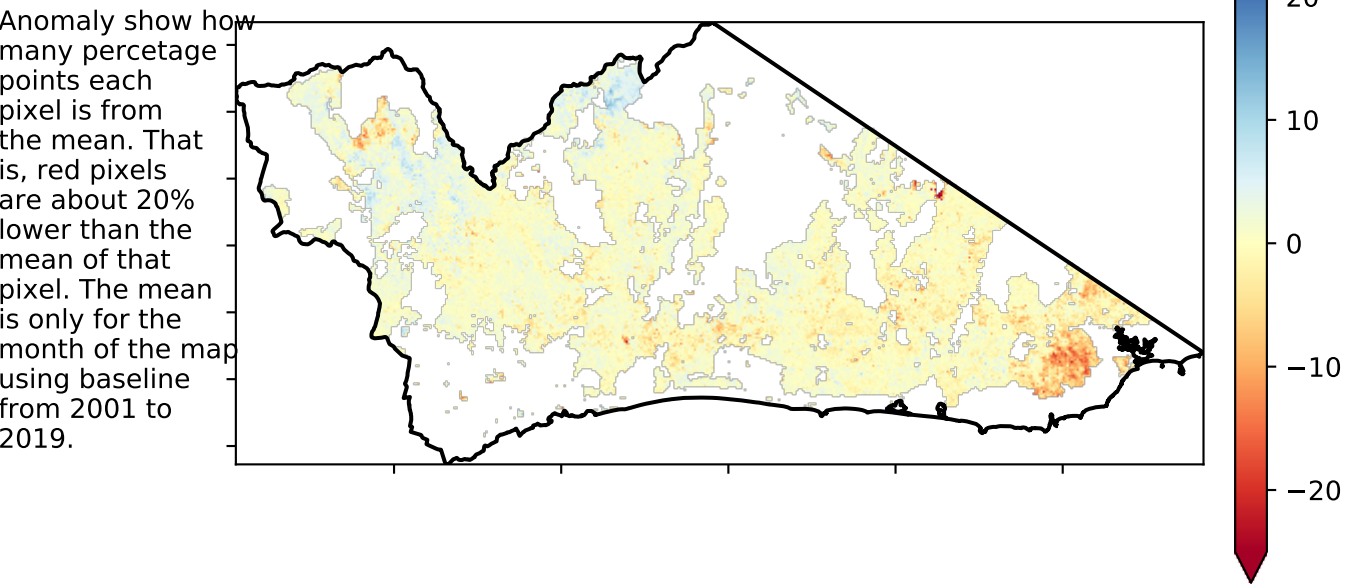 Anomaly show how
many percetage
points each
pixel is from
the mean. That
is, red pixels
are about 20%
lower than the
mean of that
pixel. The mean
is only for the
month of the map
using baseline
from 2001 to
2019.
20
10
0
−10
−20